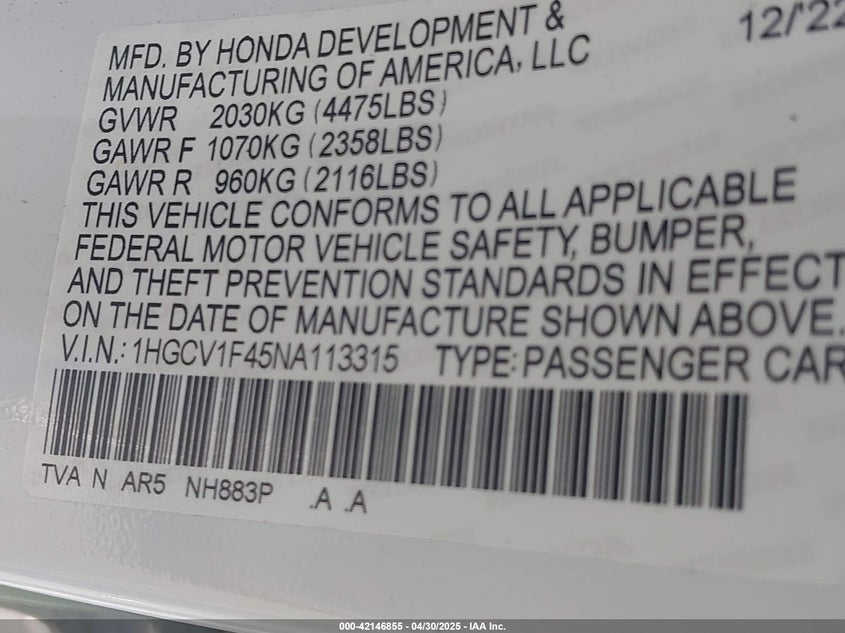 12/'22
MFD. BY HONDA DEVELOPMENT &
MANUFACTURING OF AMERICA, LLC
GVWR 2030KG (4475LBS)
GAWR F 1070KG (2358LBS)
GAWR R 960KG (2116LBS)
THIS VEHICLE CONFORMS TO ALL APPLICABLE
FEDERAL MOTOR VEHICLE SAFETY, BUMPER,
AND THEFT PREVENTION STANDARDS IN EFFECT
ON THE DATE OF MANUFACTURE SHOWN ABOVE.
V.I.N.: 1HGCV1F45NA113315 TYPE: PASSENGER CAR
TVA N AR5 NH883P .A .A
000-42146855 - 04/30/2025 - IAA Inc.